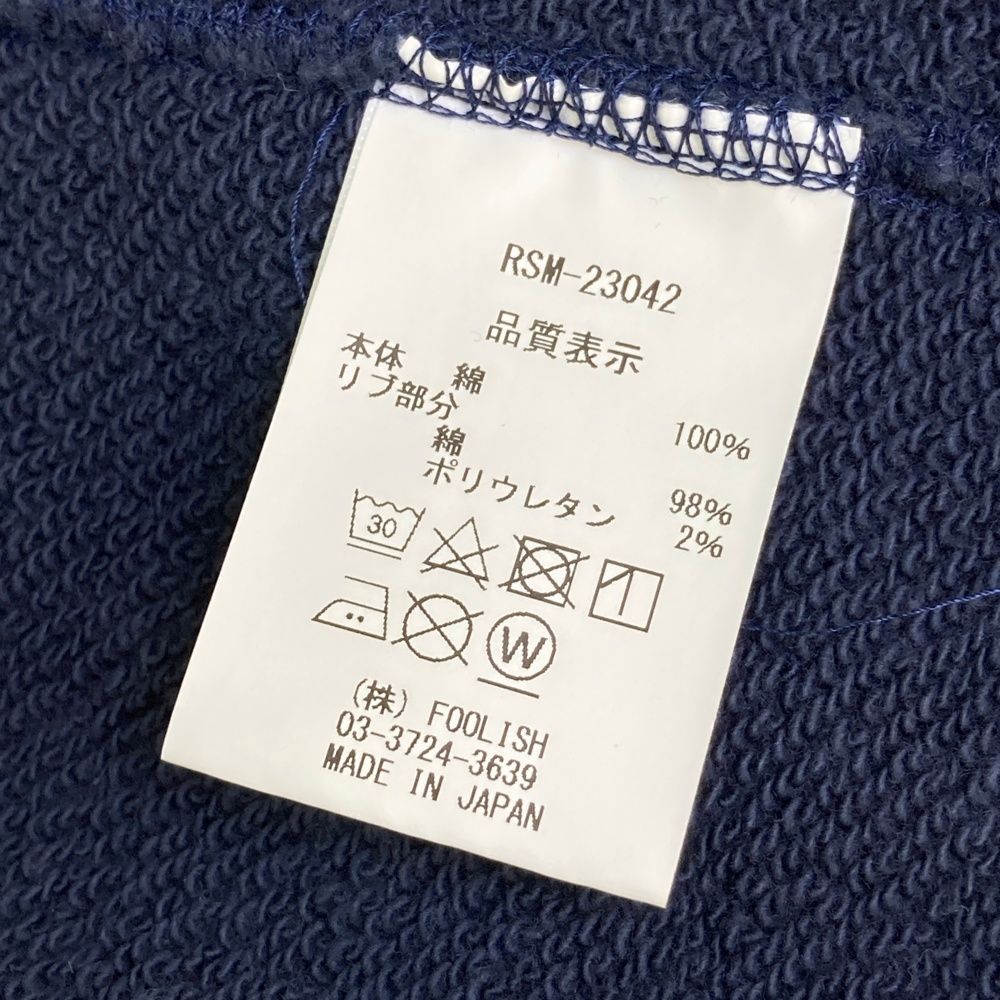 RSM-23042
品質表示
本体 綿 100%
リブ部分
綿 98%
ポリウレタン 2%
30
W
(株) FOOLISH
03-3724-3639
MADE IN JAPAN